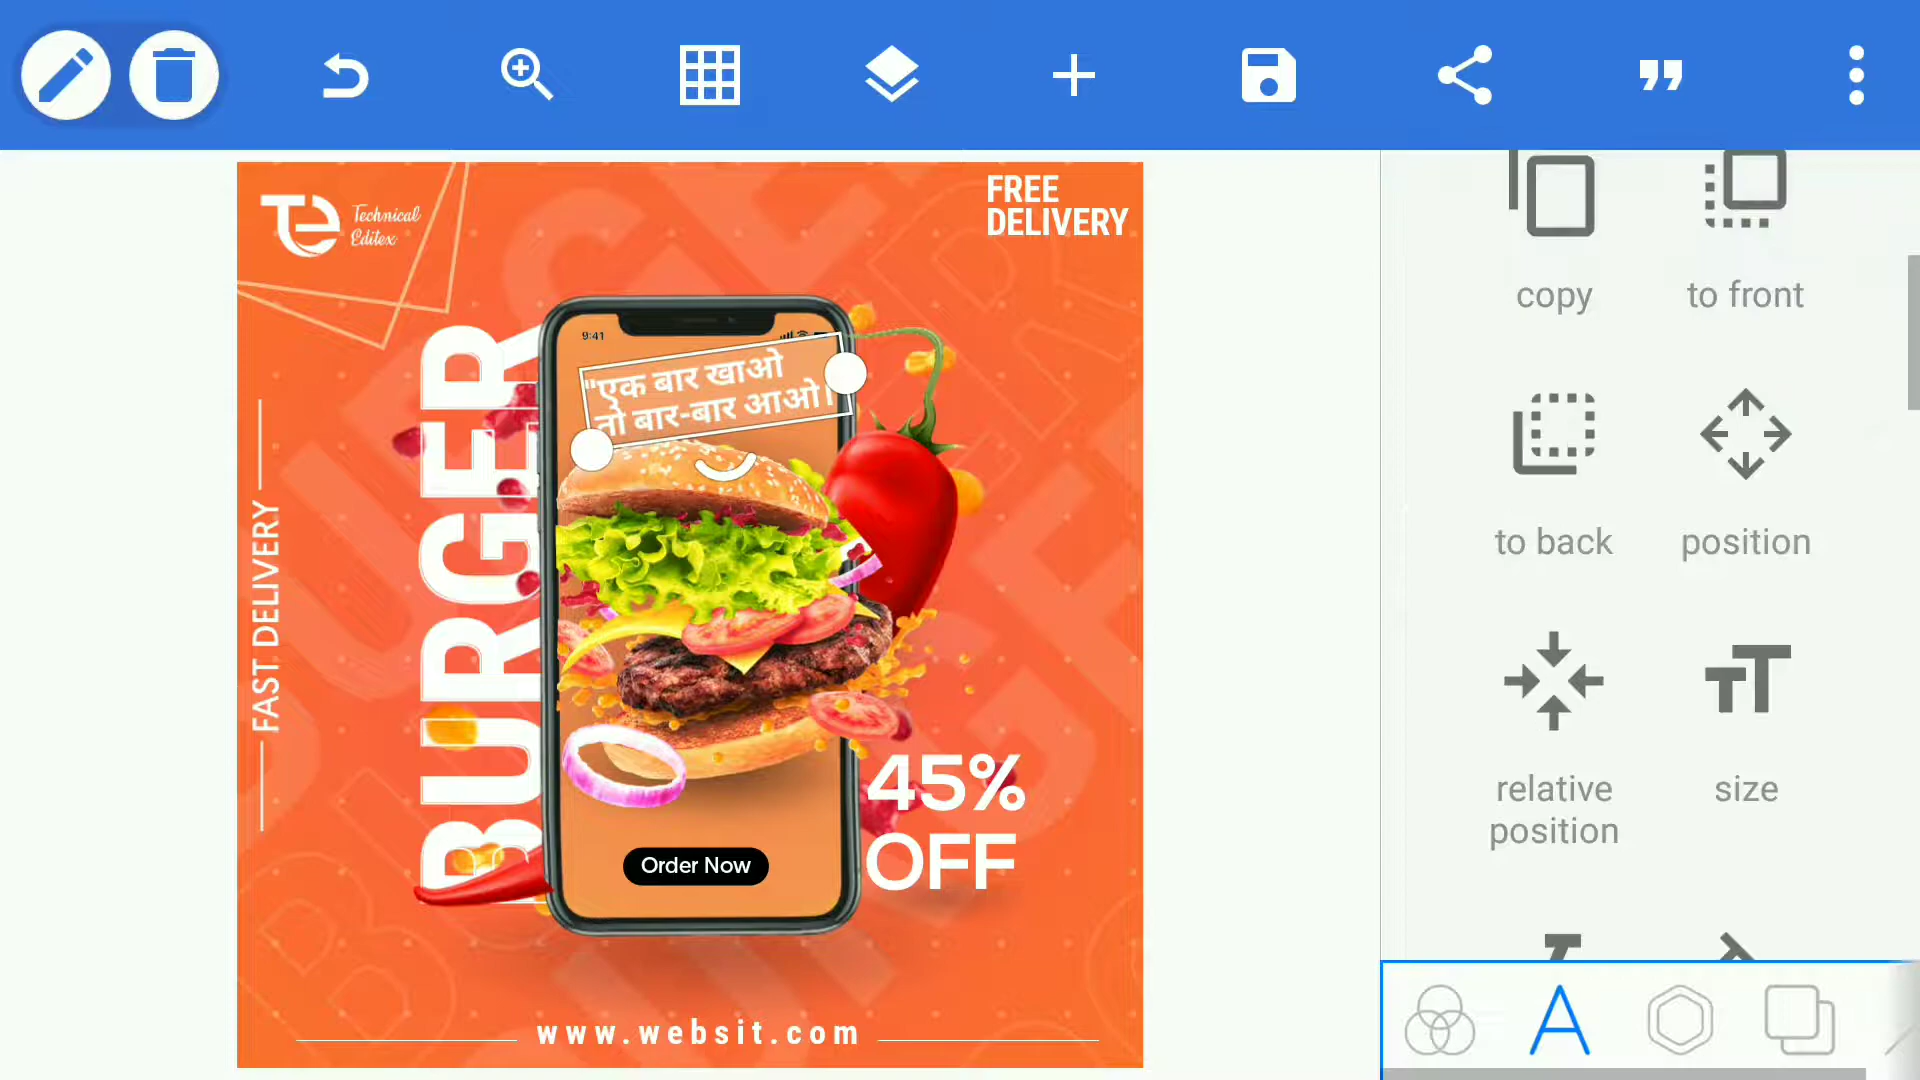 Technical
Editex
FREE
DELIVERY
9:41
"एक बार खाओ
तो बार-बार आओ।
BURGER
FAST DELIVERY
45%
OFF
Order Now
www.websit.com
copy
to front
to back
position
relative
position
size